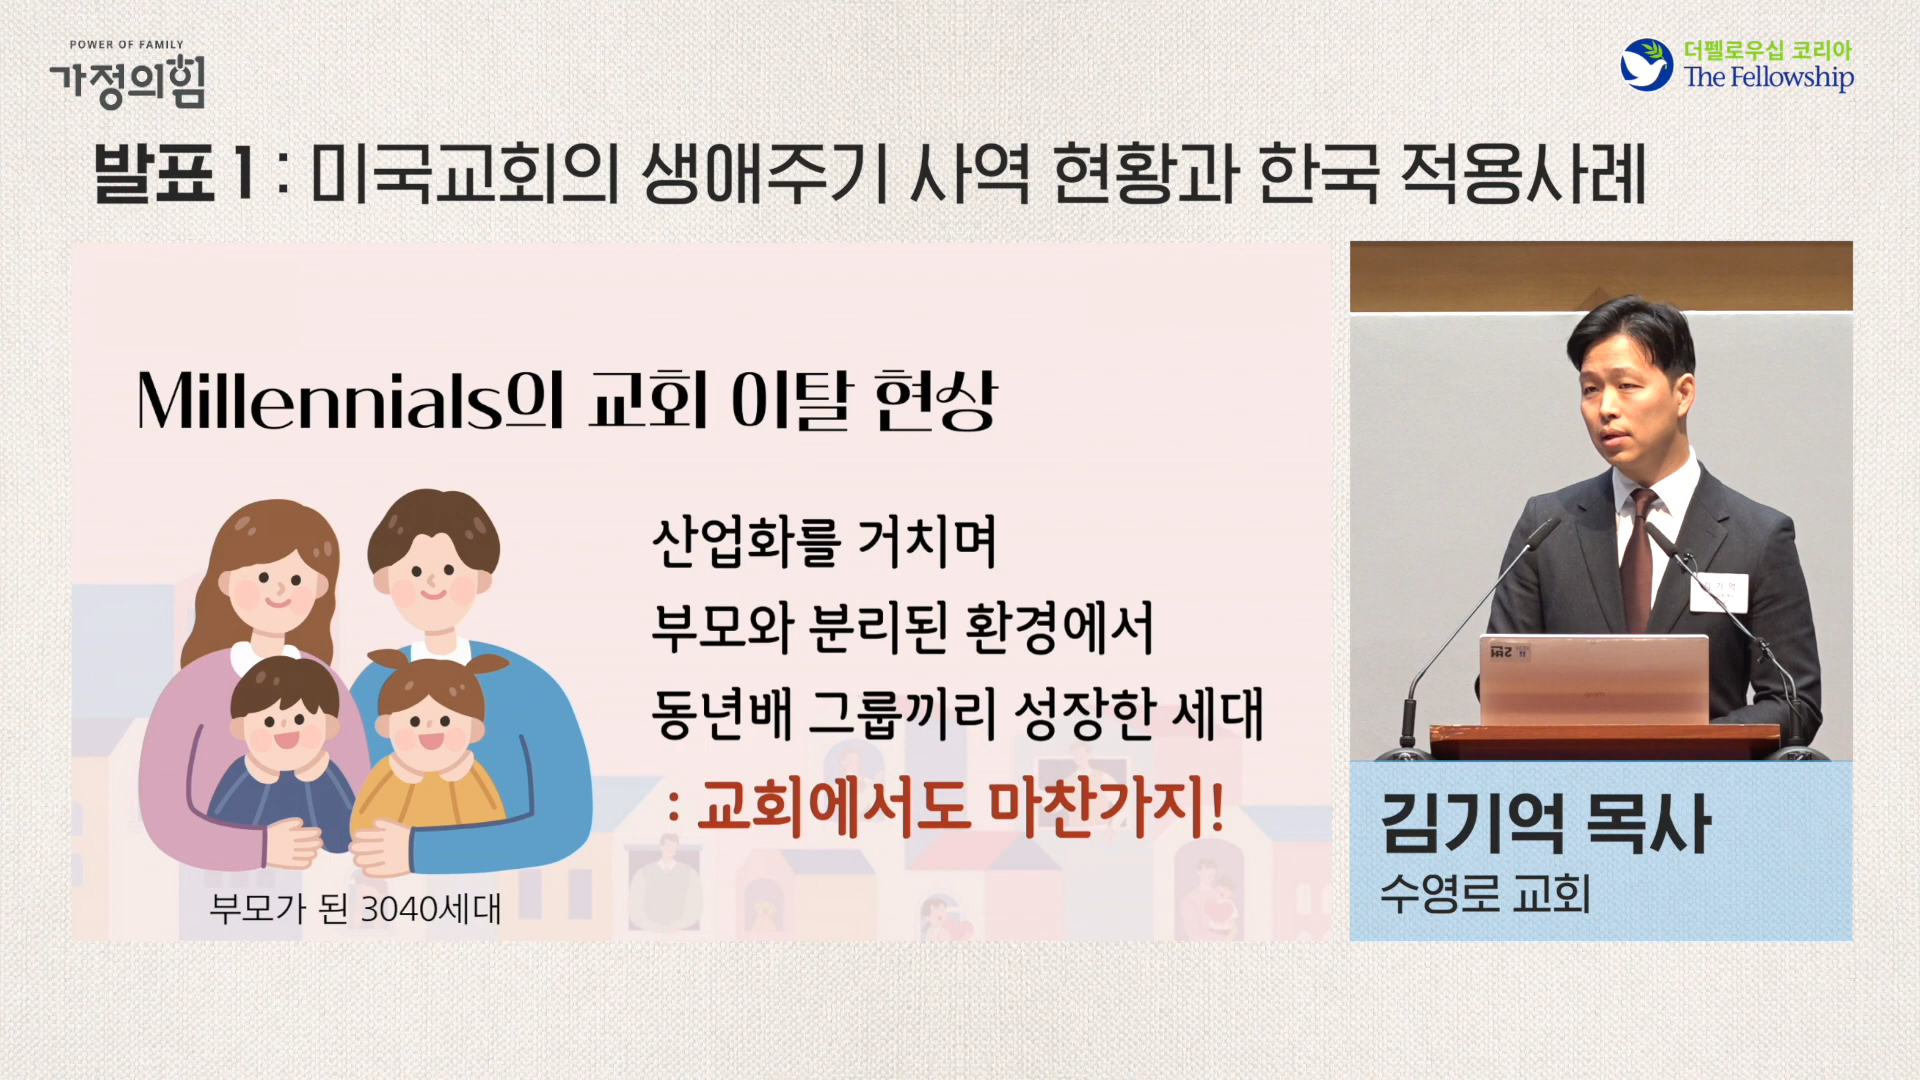 POWER OF FAMILY
가정의힘
더펠로우십 코리아
The Fellowship
발표 1 : 미국교회의 생애주기 사역 현황과 한국 적용사례
Millennials의 교회 이탈 현상
산업화를 거치며
부모와 분리된 환경에서
동년배 그룹끼리 성장한 세대
: 교회에서도 마찬가지!
부모가 된 3040세대
2번
김기억 목사
수영로 교회